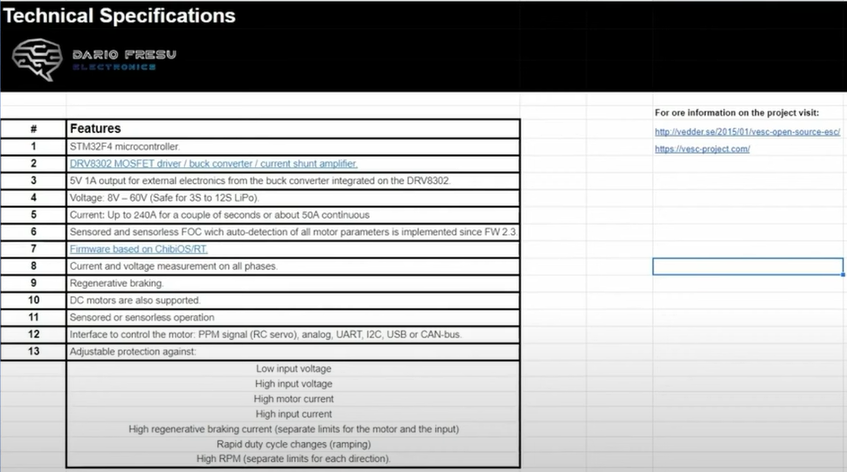 Technical Specifications
DARIO FRESU
ELECTRONICS
For ore information on the project visit:
http://vedder.se/2015/01/vesc-open-source-esc/
https://vesc-project.com/
# Features
1 STM32F4 microcontroller.
2 DRV8302 MOSFET driver / buck converter / current shunt amplifier.
3 5V 1A output for external electronics from the buck converter integrated on the DRV8302.
4 Voltage: 8V – 60V (Safe for 3S to 12S LiPo).
5 Current: Up to 240A for a couple of seconds or about 50A continuous
6 Sensored and sensorless FOC wich auto-detection of all motor parameters is implemented since FW 2.3.
7 Firmware based on ChibiOS/RT.
8 Current and voltage measurement on all phases.
9 Regenerative braking.
10 DC motors are also supported.
11 Sensored or sensorless operation
12 Interface to control the motor: PPM signal (RC servo), analog, UART, I2C, USB or CAN-bus.
13 Adjustable protection against:
Low input voltage
High input voltage
High motor current
High input current
High regenerative braking current (separate limits for the motor and the input)
Rapid duty cycle changes (ramping)
High RPM (separate limits for each direction).